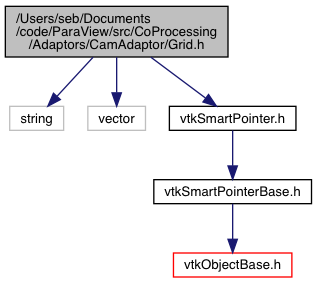 /Users/seb/Documents
/code/ParaView/src/CoProcessing
/Adaptors/CamAdaptor/Grid.h
string
vector
vtkSmartPointer.h
vtkSmartPointerBase.h
vtkObjectBase.h